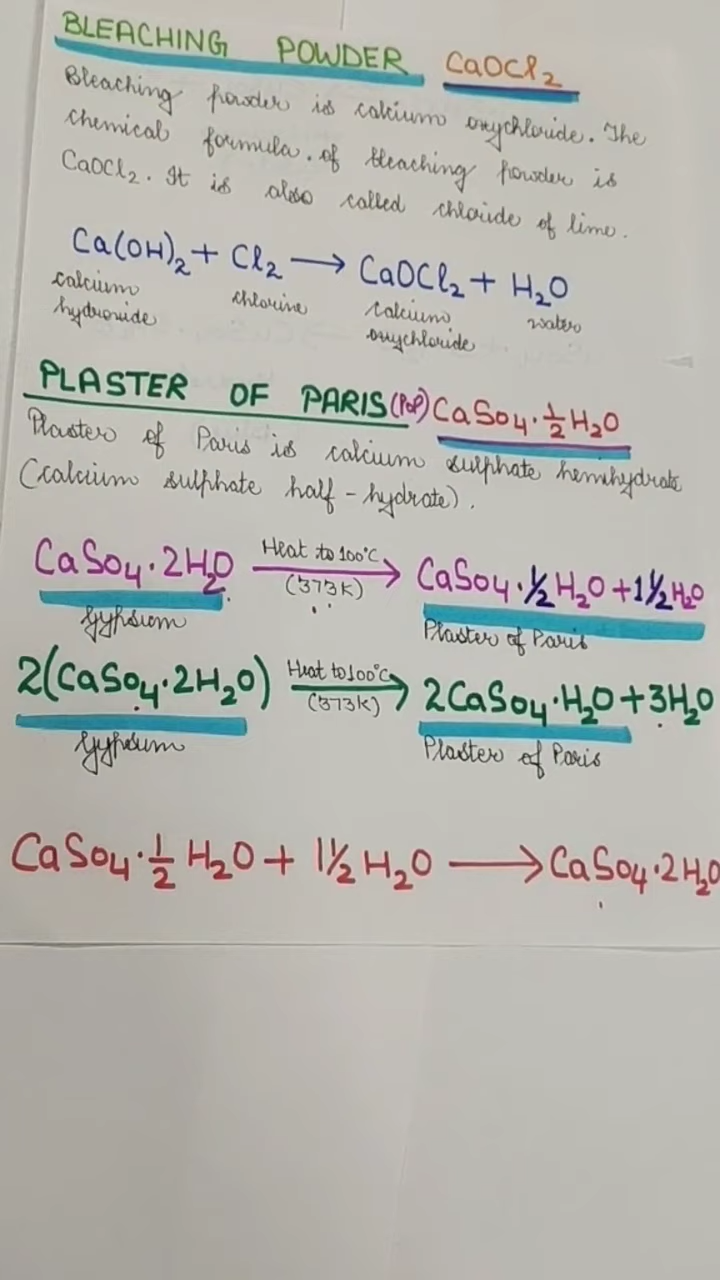 BLEACHING POWDER CaOCl₂
Bleaching powder is calcium oxychloride. The
chemical formula. of bleaching powder is
CaOCl₂. It is also called chloride of lime.
Ca(OH)₂ + Cl₂ → CaOCl₂ + H₂O
calcium hydroxide chlorine calcium oxychloride water
PLASTER OF PARIS (POP) CaSO₄·½H₂O
Plaster of Paris is calcium sulphate hemihydrate
(calcium sulphate half-hydrate).
CaSO₄·2H₂O Heat to 100°C (373K) → CaSO₄·½H₂O + 1½H₂O
Gypsum Plaster of Paris
2(CaSO₄·2H₂O) Heat to 100°C (373K) → 2CaSO₄·H₂O + 3H₂O
Gypsum Plaster of Paris
CaSO₄·½H₂O + 1½H₂O → CaSO₄·2H₂O